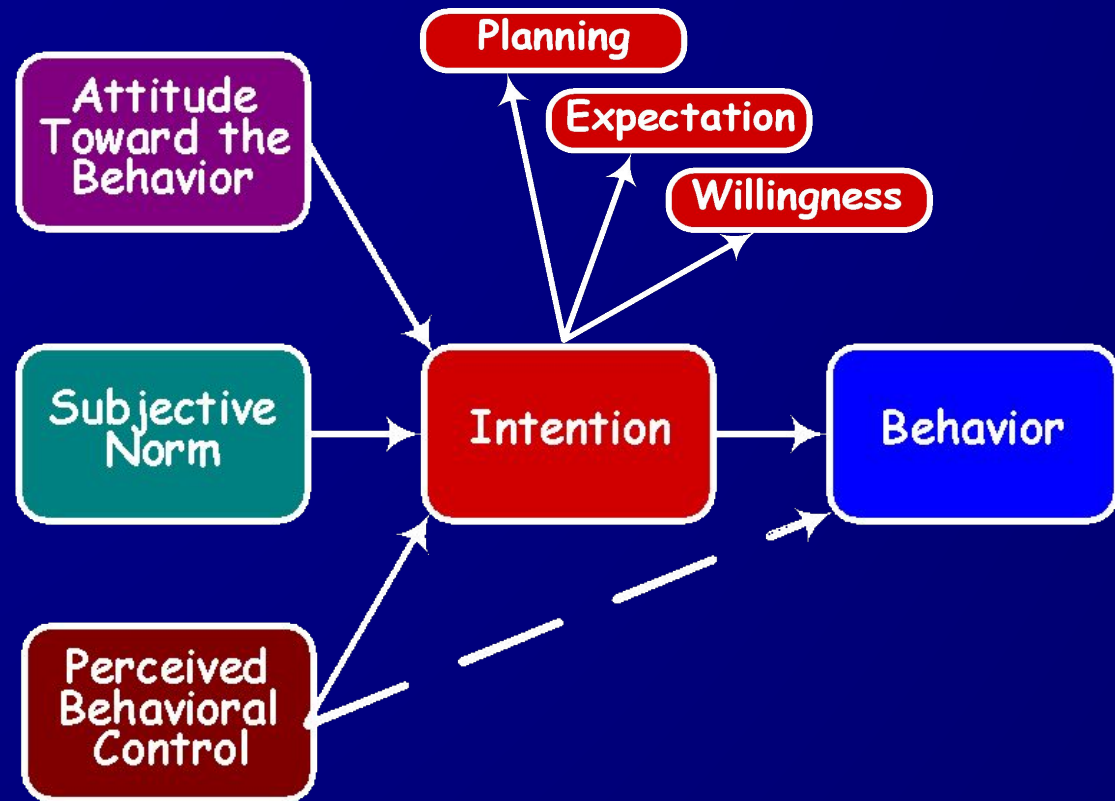 Planning
Expectation
Willingness
Attitude
Toward the
Behavior
Subjective
Norm
Intention
Behavior
Perceived
Behavioral
Control